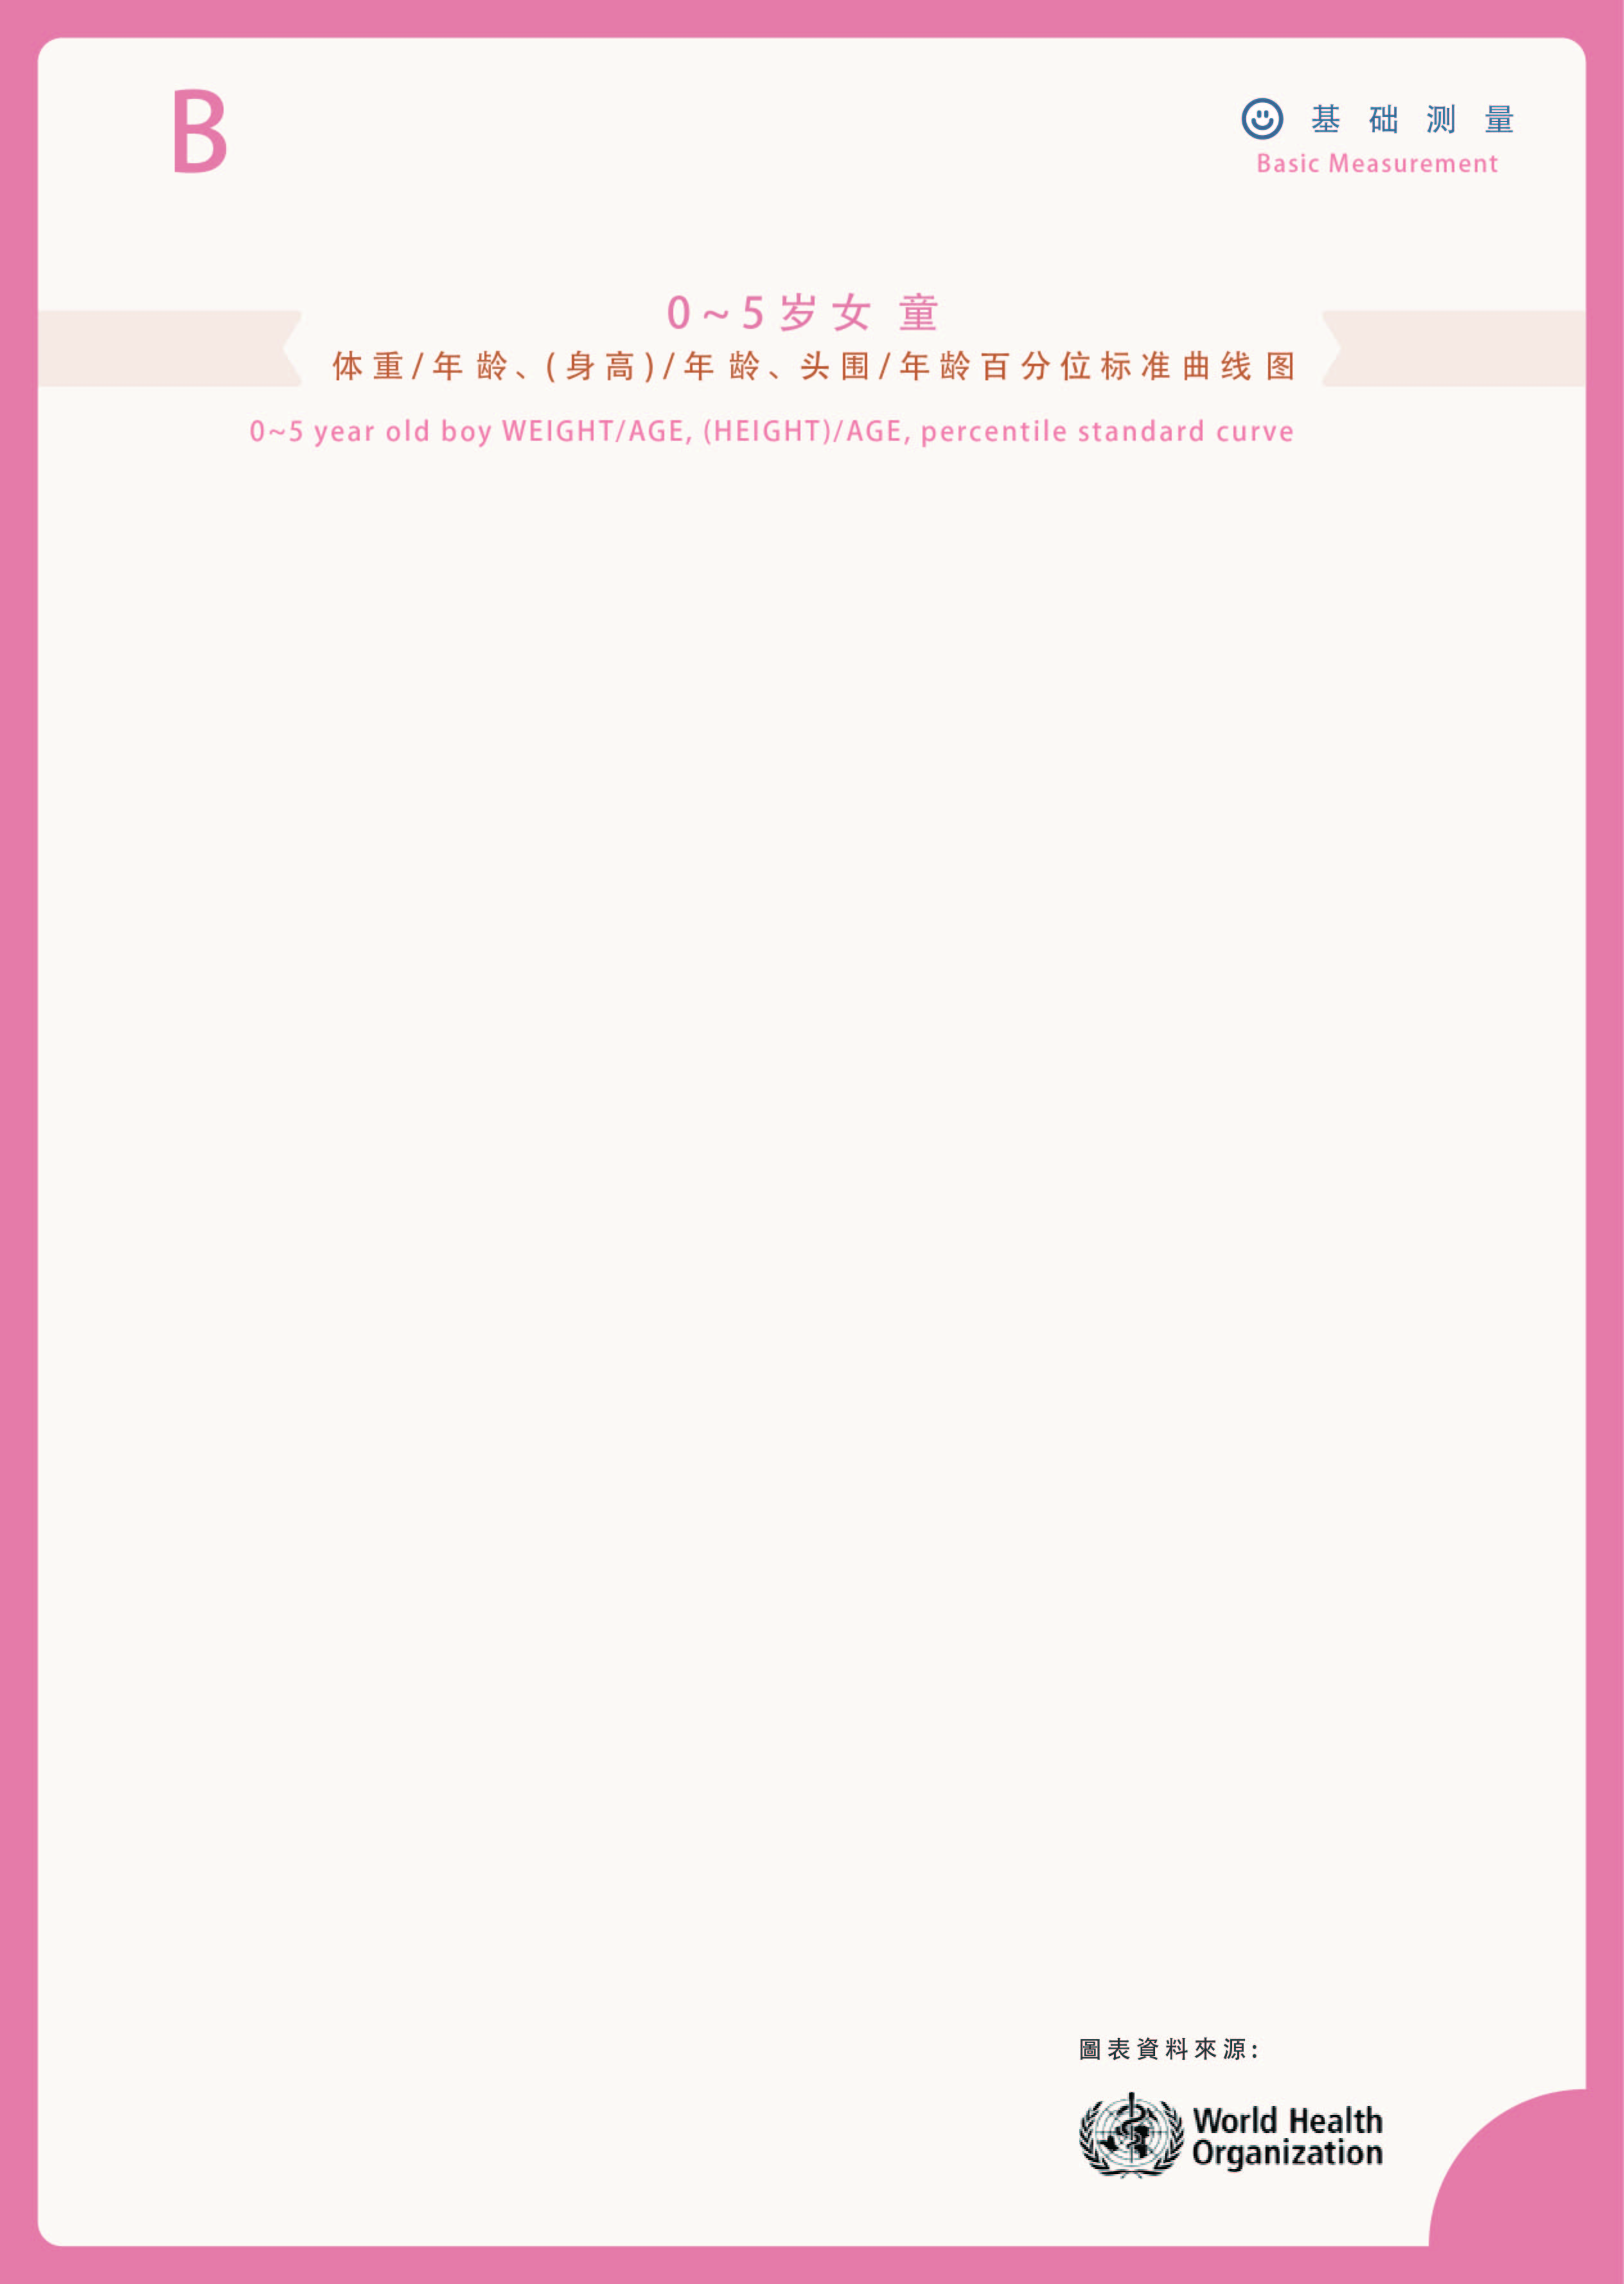 B
基础测量
Basic Measurement
0~5岁女童
体重/年龄、(身高)/年龄、头围/年龄百分位标准曲线图
0~5 year old boy WEIGHT/AGE, (HEIGHT)/AGE, percentile standard curve
圖表資料來源:
World Health
Organization